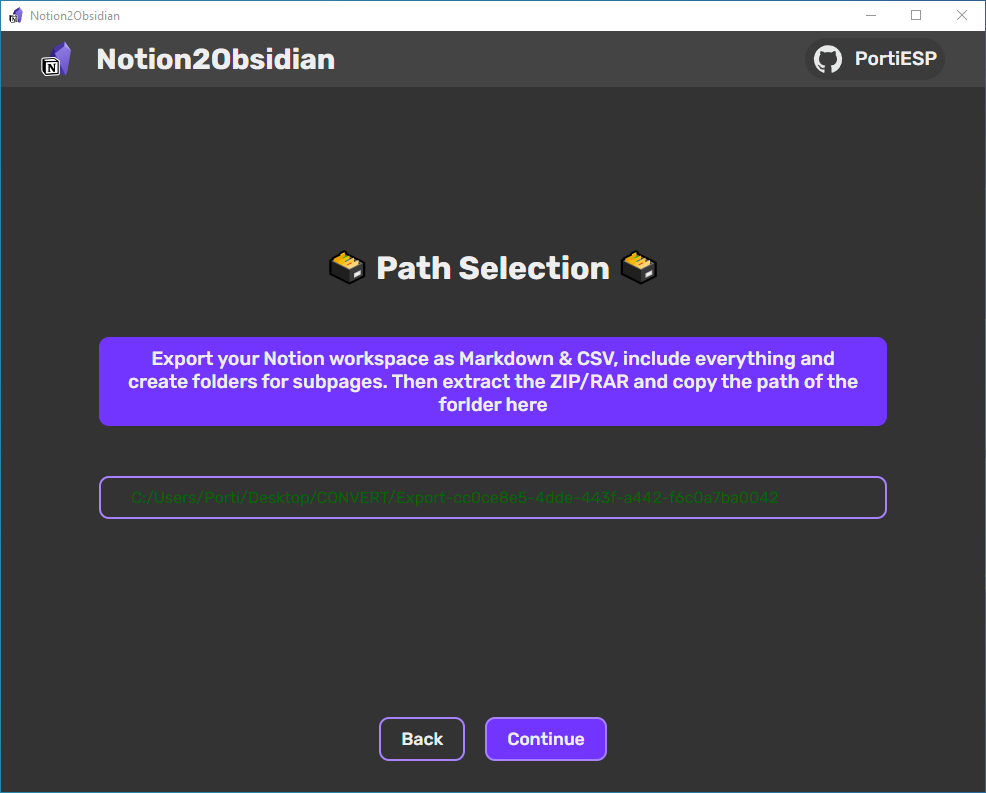 Notion2Obsidian
Notion2Obsidian
PortiESP
Path Selection
Export your Notion workspace as Markdown & CSV, include everything and
create folders for subpages. Then extract the ZIP/RAR and copy the path of the
forlder here
C:/Users/Porti/Desktop/CONVERT/Export-cc0ce8e5-4dde-443f-a442-f6c0a7ba0042
Back
Continue